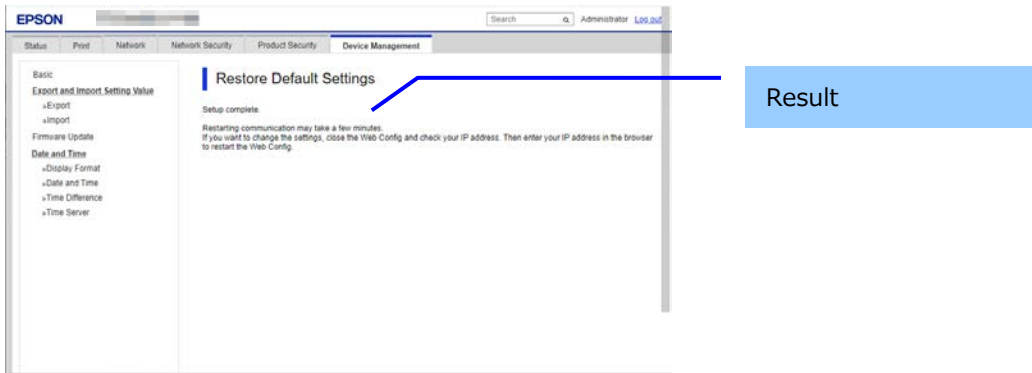 EPSON
Search Administrator Log out
Status Print Network Network Security Product Security Device Management
Basic
Export and Import Setting Value
»Export
»Import
Firmware Update
Date and Time
»Display Format
»Date and Time
»Time Difference
»Time Server
Restore Default Settings
Setup complete.
Restarting communication may take a few minutes.
If you want to change the settings, close the Web Config and check your IP address. Then enter your IP address in the browser
to restart the Web Config.
Result